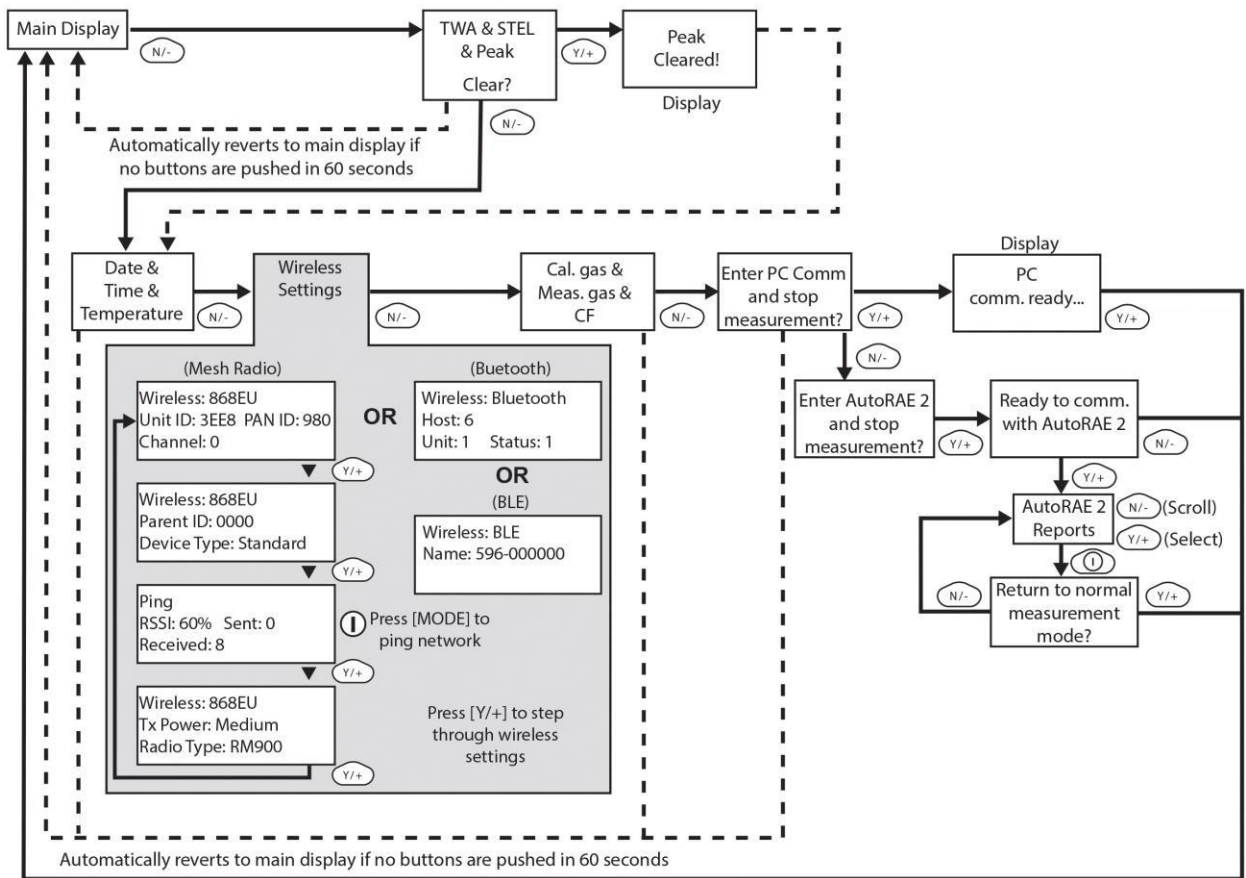 Main Display
N/-
TWA & STEL
& Peak
Clear?
Y/+
Peak
Cleared!
Display
N/-
Automatically reverts to main display if
no buttons are pushed in 60 seconds
Date &
Time &
Temperature
N/-
Wireless
Settings
N/-
Cal. gas &
Meas. gas &
CF
N/-
Enter PC Comm
and stop
measurement?
Y/+
Display
PC
comm. ready...
Y/+
N/-
(Mesh Radio)
Wireless: 868EU
Unit ID: 3EE8 PAN ID: 980
Channel: 0
Y/+
Wireless: 868EU
Parent ID: 0000
Device Type: Standard
Y/+
Ping
RSSI: 60% Sent: 0
Received: 8
Press [MODE] to
ping network
Y/+
Wireless: 868EU
Tx Power: Medium
Radio Type: RM900
Y/+
OR
(Buetooth)
Wireless: Bluetooth
Host: 6
Unit: 1 Status: 1
OR
(BLE)
Wireless: BLE
Name: 596-000000
Press [Y/+] to step
through wireless
settings
Enter AutoRAE 2
and stop
measurement?
Y/+
Ready to comm.
with AutoRAE 2
N/-
Y/+
AutoRAE 2
Reports
N/- (Scroll)
Y/+ (Select)
Return to normal
measurement
mode?
N/-
Y/+
Automatically reverts to main display if no buttons are pushed in 60 seconds